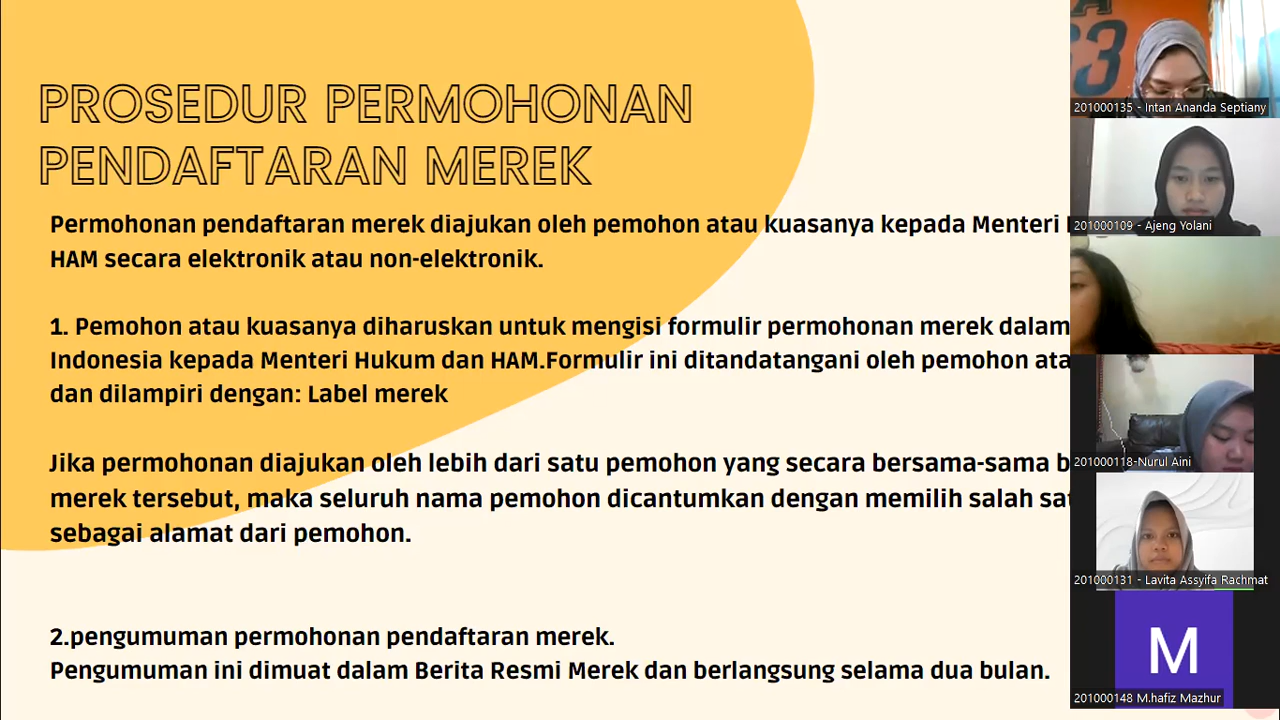 PROSEDUR PERMOHONAN
PENDAFTARAN MEREK
Permohonan pendaftaran merek diajukan oleh pemohon atau kuasanya kepada Menteri
HAM secara elektronik atau non-elektronik.
1. Pemohon atau kuasanya diharuskan untuk mengisi formulir permohonan merek dalam
Indonesia kepada Menteri Hukum dan HAM.Formulir ini ditandatangani oleh pemohon
dan dilampiri dengan: Label merek
Jika permohonan diajukan oleh lebih dari satu pemohon yang secara bersama-sama
merek tersebut, maka seluruh nama pemohon dicantumkan dengan memilih salah
sebagai alamat dari pemohon.
2.pengumuman permohonan pendaftaran merek.
Pengumuman ini dimuat dalam Berita Resmi Merek dan berlangsung selama dua bulan.
63
201000135 - Intan Ananda Septiany
201000109 - Ajeng Yolani
201000118-Nurul Aini
201000131 - Lavita Assyifa Rachmat
M
201000148 M.hafiz Mazhur